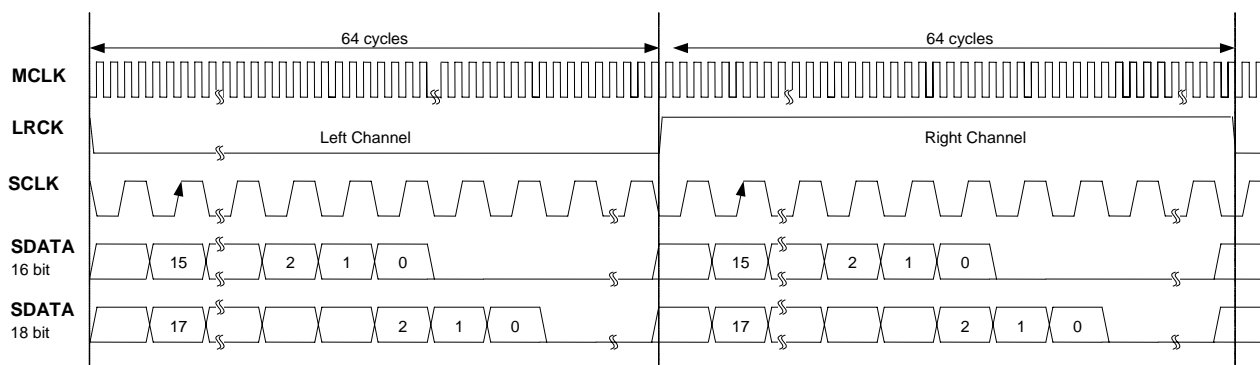 64 cycles 64 cycles
MCLK
LRCK Left Channel Right Channel
SCLK
SDATA 15 2 1 0 15 2 1 0
16 bit
SDATA 17 2 1 0 17 2 1 0
18 bit